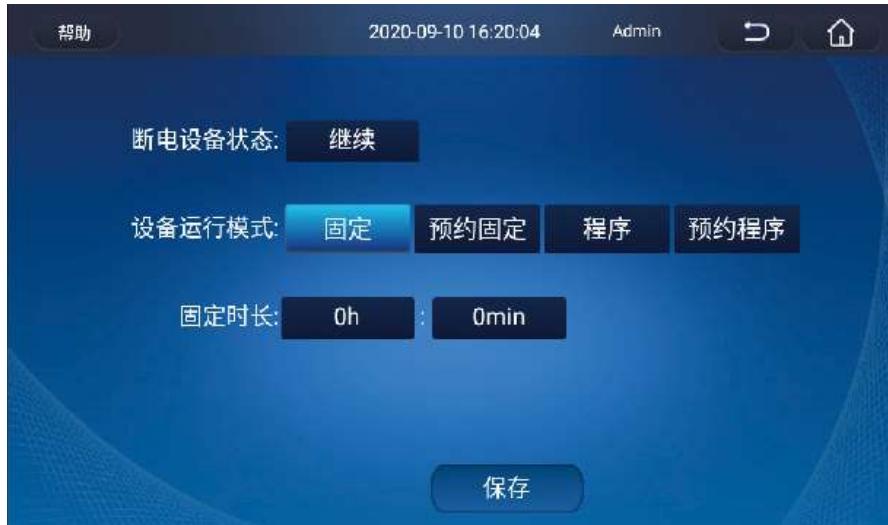 帮助 2020-09-10 16:20:04 Admin
断电设备状态: 继续
设备运行模式: 固定 预约固定 程序 预约程序
固定时长: 0h : 0min
保存